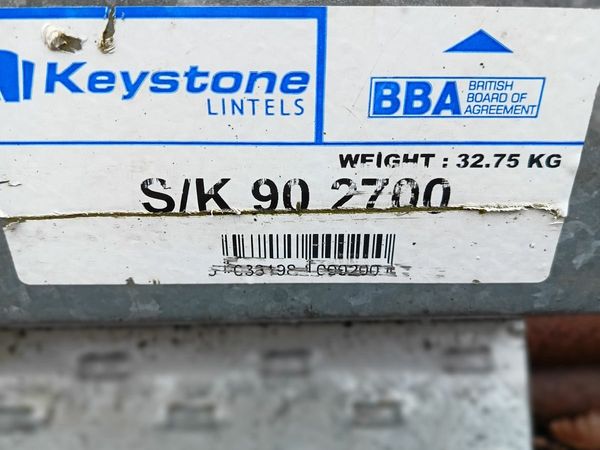 Keystone
LINTELS
BBA
BRITISH
BOARD OF
AGREEMENT
WEIGHT : 32.75 KG
S/K 90 2700